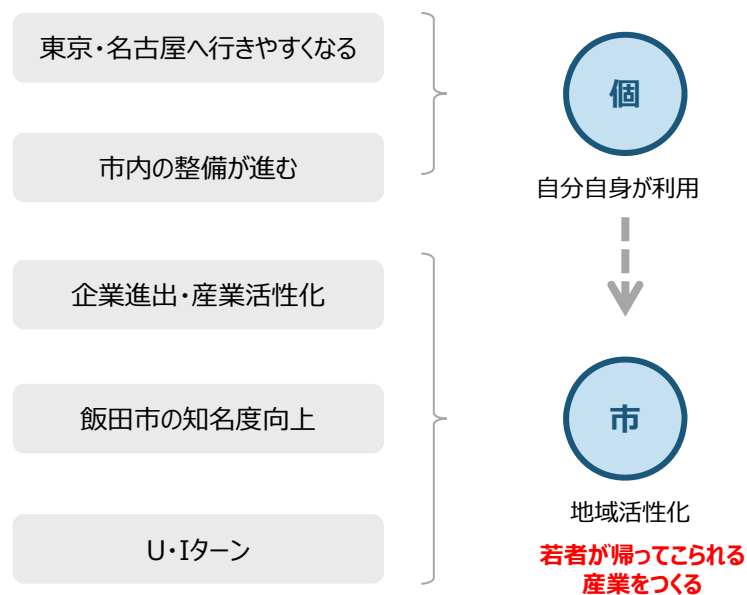 東京・名古屋へ行きやすくなる
市内の整備が進む
個
自分自身が利用
企業進出・産業活性化
飯田市の知名度向上
U・Iターン
市
地域活性化
若者が帰ってこられる
産業をつくる